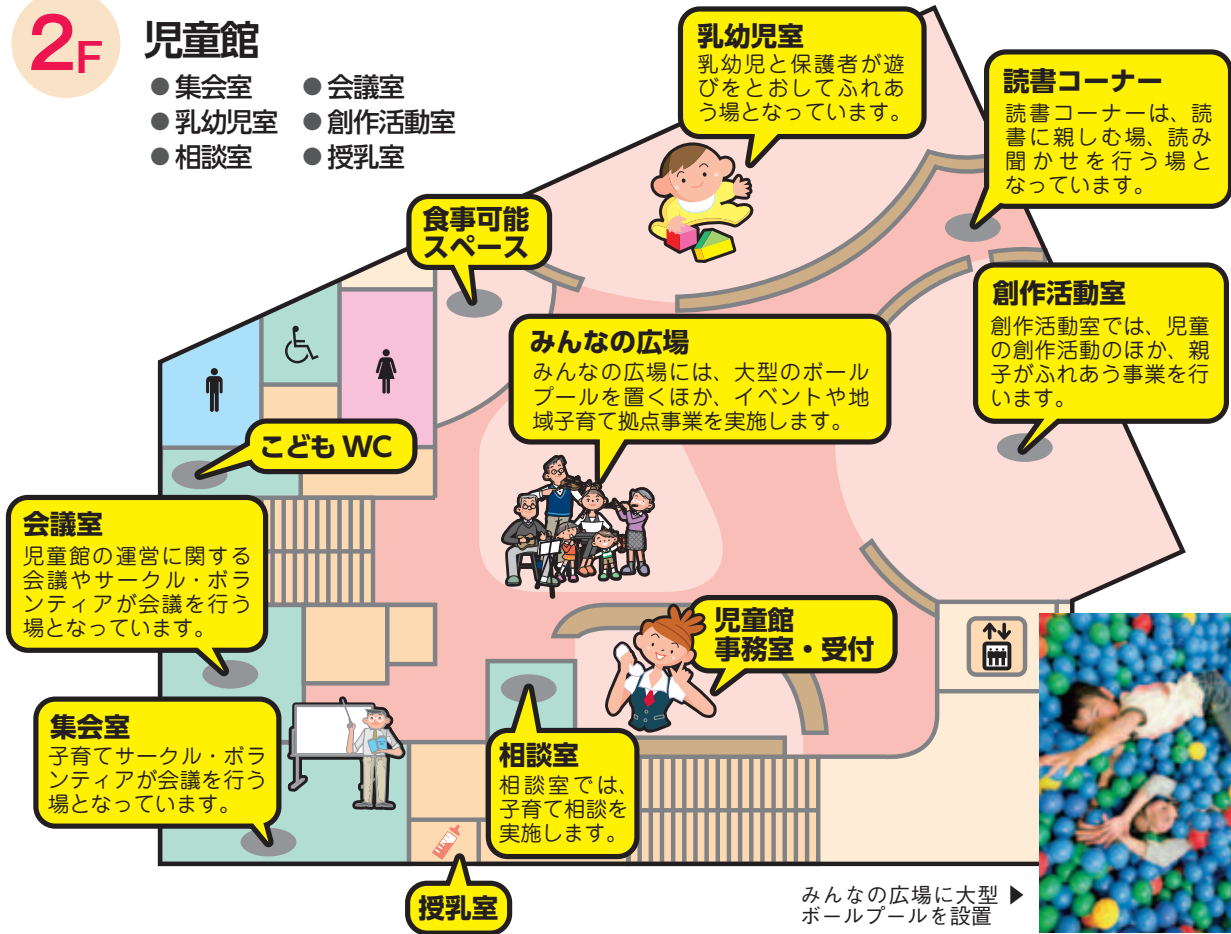 2F
児童館
●集会室 ●会議室
●乳幼児室 ●創作活動室
●相談室 ●授乳室
乳幼児室
乳幼児と保護者が遊
びをとおしてふれあ
う場となっています。
読書コーナー
読書コーナーは、読
書に親しむ場、読み
聞かせを行う場と
なっています。
食事可能
スペース
創作活動室
創作活動室では、児童
の創作活動のほか、親
子がふれあう事業を行
います。
みんなの広場
みんなの広場には、大型のボール
プールを置くほか、イベントや地
域子育て拠点事業を実施します。
こども WC
会議室
児童館の運営に関する
会議やサークル・ボラ
ンティアが会議を行う
場となっています。
児童館
事務室・受付
集会室
子育てサークル・ボラ
ンティアが会議を行う
場となっています。
相談室
相談室では、
子育て相談を
実施します。
授乳室
みんなの広場に大型 ▶
ボールプールを設置